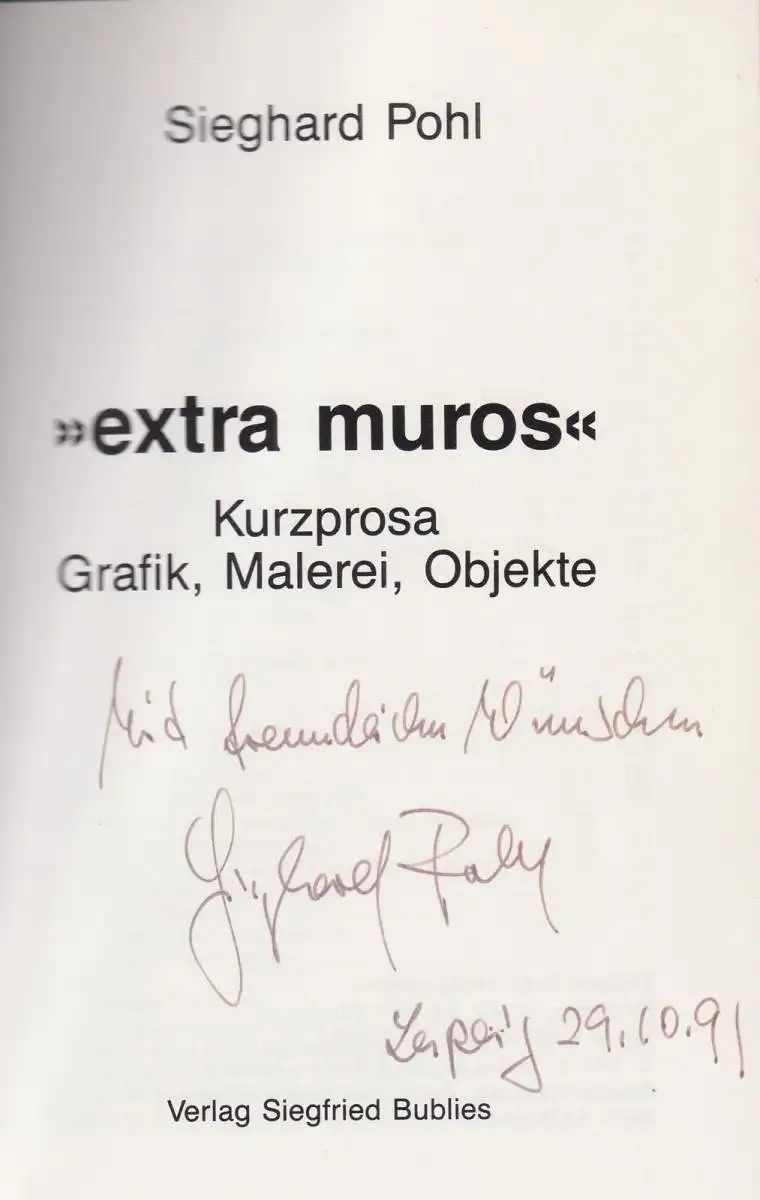 Sieghard Pohl
»extra muros«
Kurzprosa
Grafik, Malerei, Objekte
Mit freundlichen Wünschen
Sieghard Pohl
Leipzig 29.10.91
Verlag Siegfried Bublies